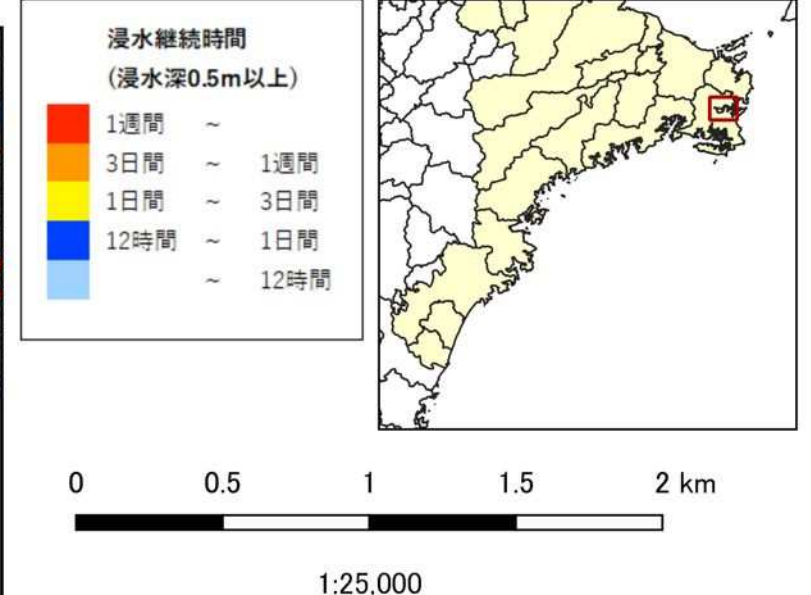 浸水継続時間
(浸水深0.5m以上)
1週間 ~
3日間 ~ 1週間
1日間 ~ 3日間
12時間 ~ 1日間
~ 12時間
0 0.5 1 1.5 2 km
1:25,000